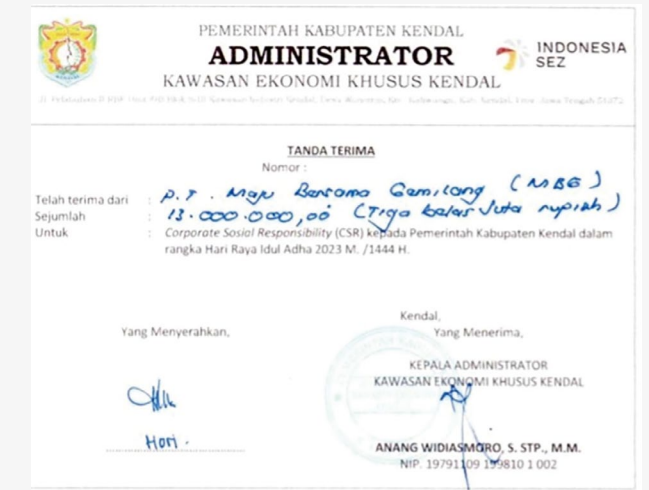 PEMERINTAH KABUPATEN KENDAL
ADMINISTRATOR
KAWASAN EKONOMI KHUSUS KENDAL
INDONESIA
SEZ
TANDA TERIMA
Nomor :
Telah terima dari : P.T. Maju Bersama Gemilang (MBG)
Sejumlah : 13.000.000,00 (Tiga belas Juta rupiah)
Untuk : Corporate Sosial Responsibility (CSR) kepada Pemerintah Kabupaten Kendal dalam
rangka Hari Raya Idul Adha 2023 M. /1444 H.
Kendal,
Yang Menyerahkan, Yang Menerima,
KEPALA ADMINISTRATOR
KAWASAN EKONOMI KHUSUS KENDAL
Hori.
ANANG WIDIASMORO, S. STP., M.M.
NIP. 19791109 199810 1 002